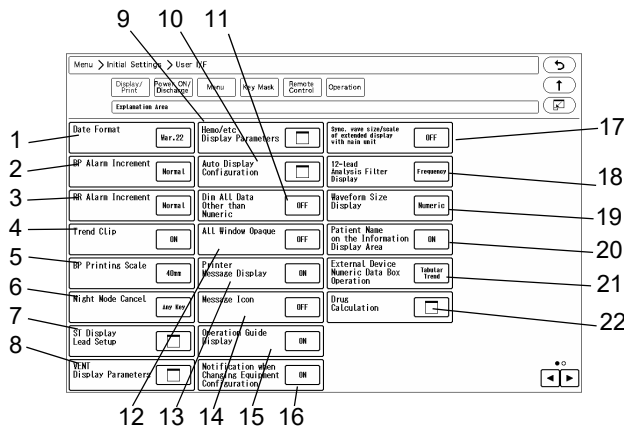 9
10
11
Menu > Initial Settings > User I/F
Display/
Print
Power ON/
Discharge
Menu
Key Mask
Remote
Control
Operation
Explanation Area
1
Date Format
Mar.22
2
BP Alarm Increment
Normal
3
RR Alarm Increment
Normal
4
Trend Clip
ON
5
BP Printing Scale
40mm
6
Night Mode Cancel
Any Key
7
ST Display
Lead Setup
8
VENT
Display Parameters
Hemo/etc
Display Parameters
Auto Display
Configuration
Dim All Data
Other than
Numeric
OFF
All Window Opaque
OFF
Printer
Message Display
ON
Message Icon
OFF
Operation Guide
Display
ON
Notification when
Changing Equipment
Configuration
ON
Sync. wave size/scale
of extended display
with main unit
OFF
17
12-lead
Analysis Filter
Display
Frequency
18
Waveform Size
Display
Numeric
19
Patient Name
on the Information
Display Area
ON
20
External Device
Numeric Data Box
Operation
Tabular
Trend
21
Drug
Calculation
22
12
13
14
15
16